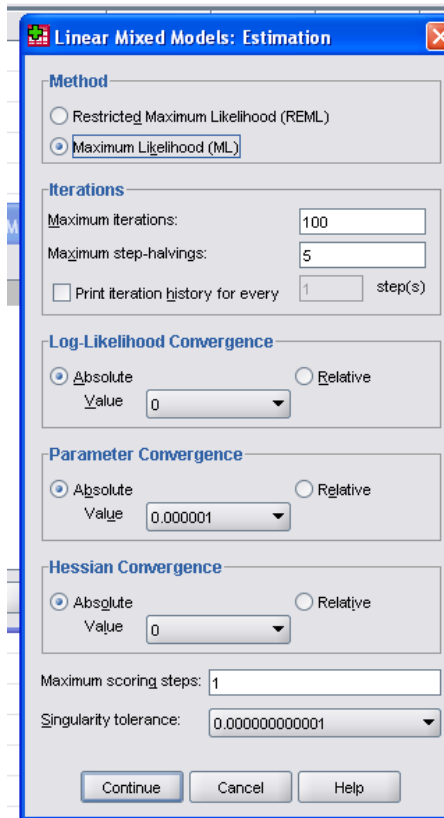 Linear Mixed Models: Estimation
Method
Restricted Maximum Likelihood (REML)
Maximum Likelihood (ML)
Iterations
Maximum iterations: 100
Maximum step-halvings: 5
Print iteration history for every 1 step(s)
Log-Likelihood Convergence
Absolute Relative
Value 0
Parameter Convergence
Absolute Relative
Value 0.000001
Hessian Convergence
Absolute Relative
Value 0
Maximum scoring steps: 1
Singularity tolerance: 0.000000000001
Continue Cancel Help